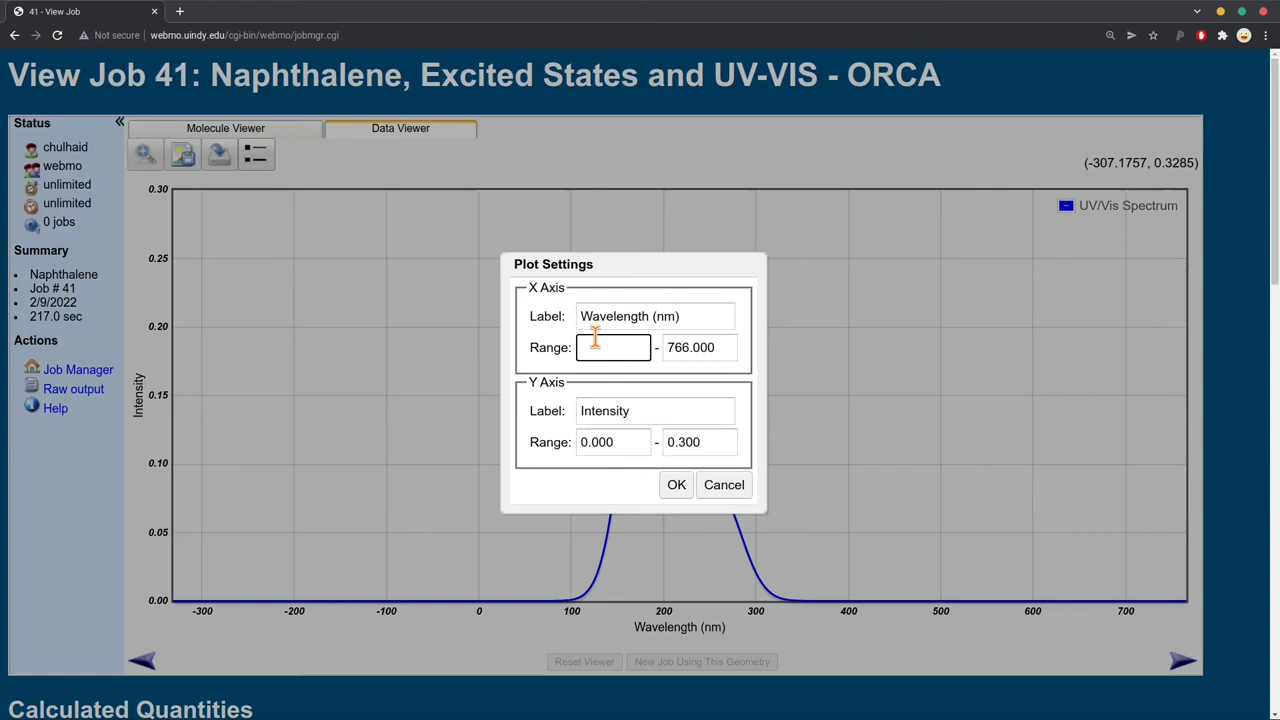 41 - View Job
Not secure | webmo.uindy.edu/cgi-bin/webmo/jobmgr.cgi
View Job 41: Naphthalene, Excited States and UV-VIS - ORCA
Status
chulhaid
webmo
unlimited
unlimited
0 jobs
Summary
Naphthalene
Job # 41
2/9/2022
217.0 sec
Actions
Job Manager
Raw output
Help
Molecule Viewer
Data Viewer
(-307.1757, 0.3285)
UV/Vis Spectrum
0.30
0.25
0.20
0.15
0.10
0.05
0.00
Intensity
-300 -200 -100 0 100 200 300 400 500 600 700
Wavelength (nm)
Plot Settings
X Axis
Label: Wavelength (nm)
Range: - 766.000
Y Axis
Label: Intensity
Range: 0.000 - 0.300
OK Cancel
Reset Viewer New Job Using This Geometry
Calculated Quantities